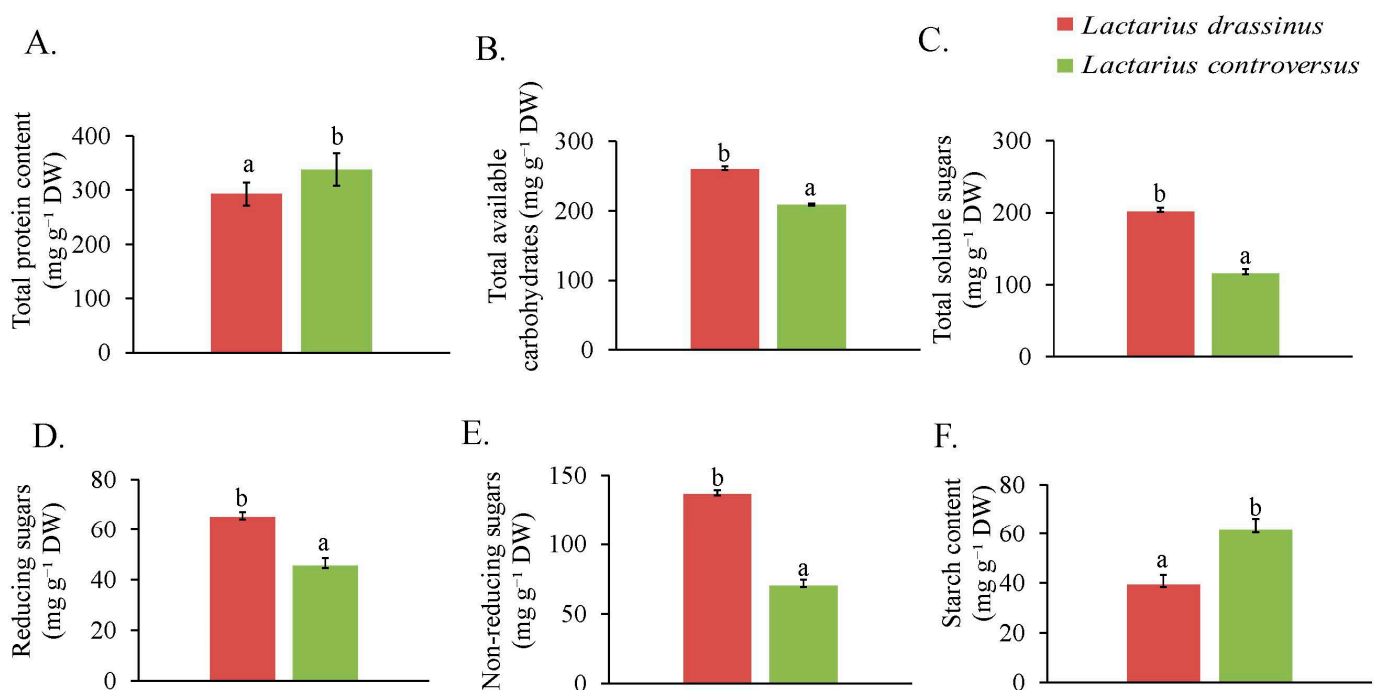 Lactarius drassinus
Lactarius controversus
A.
Total protein content
(mg g⁻¹ DW)
400
300
200
100
0
a
b
B.
Total available
carbohydrates (mg g⁻¹ DW)
300
200
100
0
b
a
C.
Total soluble sugars
(mg g⁻¹ DW)
300
200
100
0
b
a
D.
Reducing sugars
(mg g⁻¹ DW)
80
60
40
20
0
b
a
E.
Non-reducing sugars
(mg g⁻¹ DW)
150
100
50
0
b
a
F.
Starch content
(mg g⁻¹ DW)
80
60
40
20
0
a
b